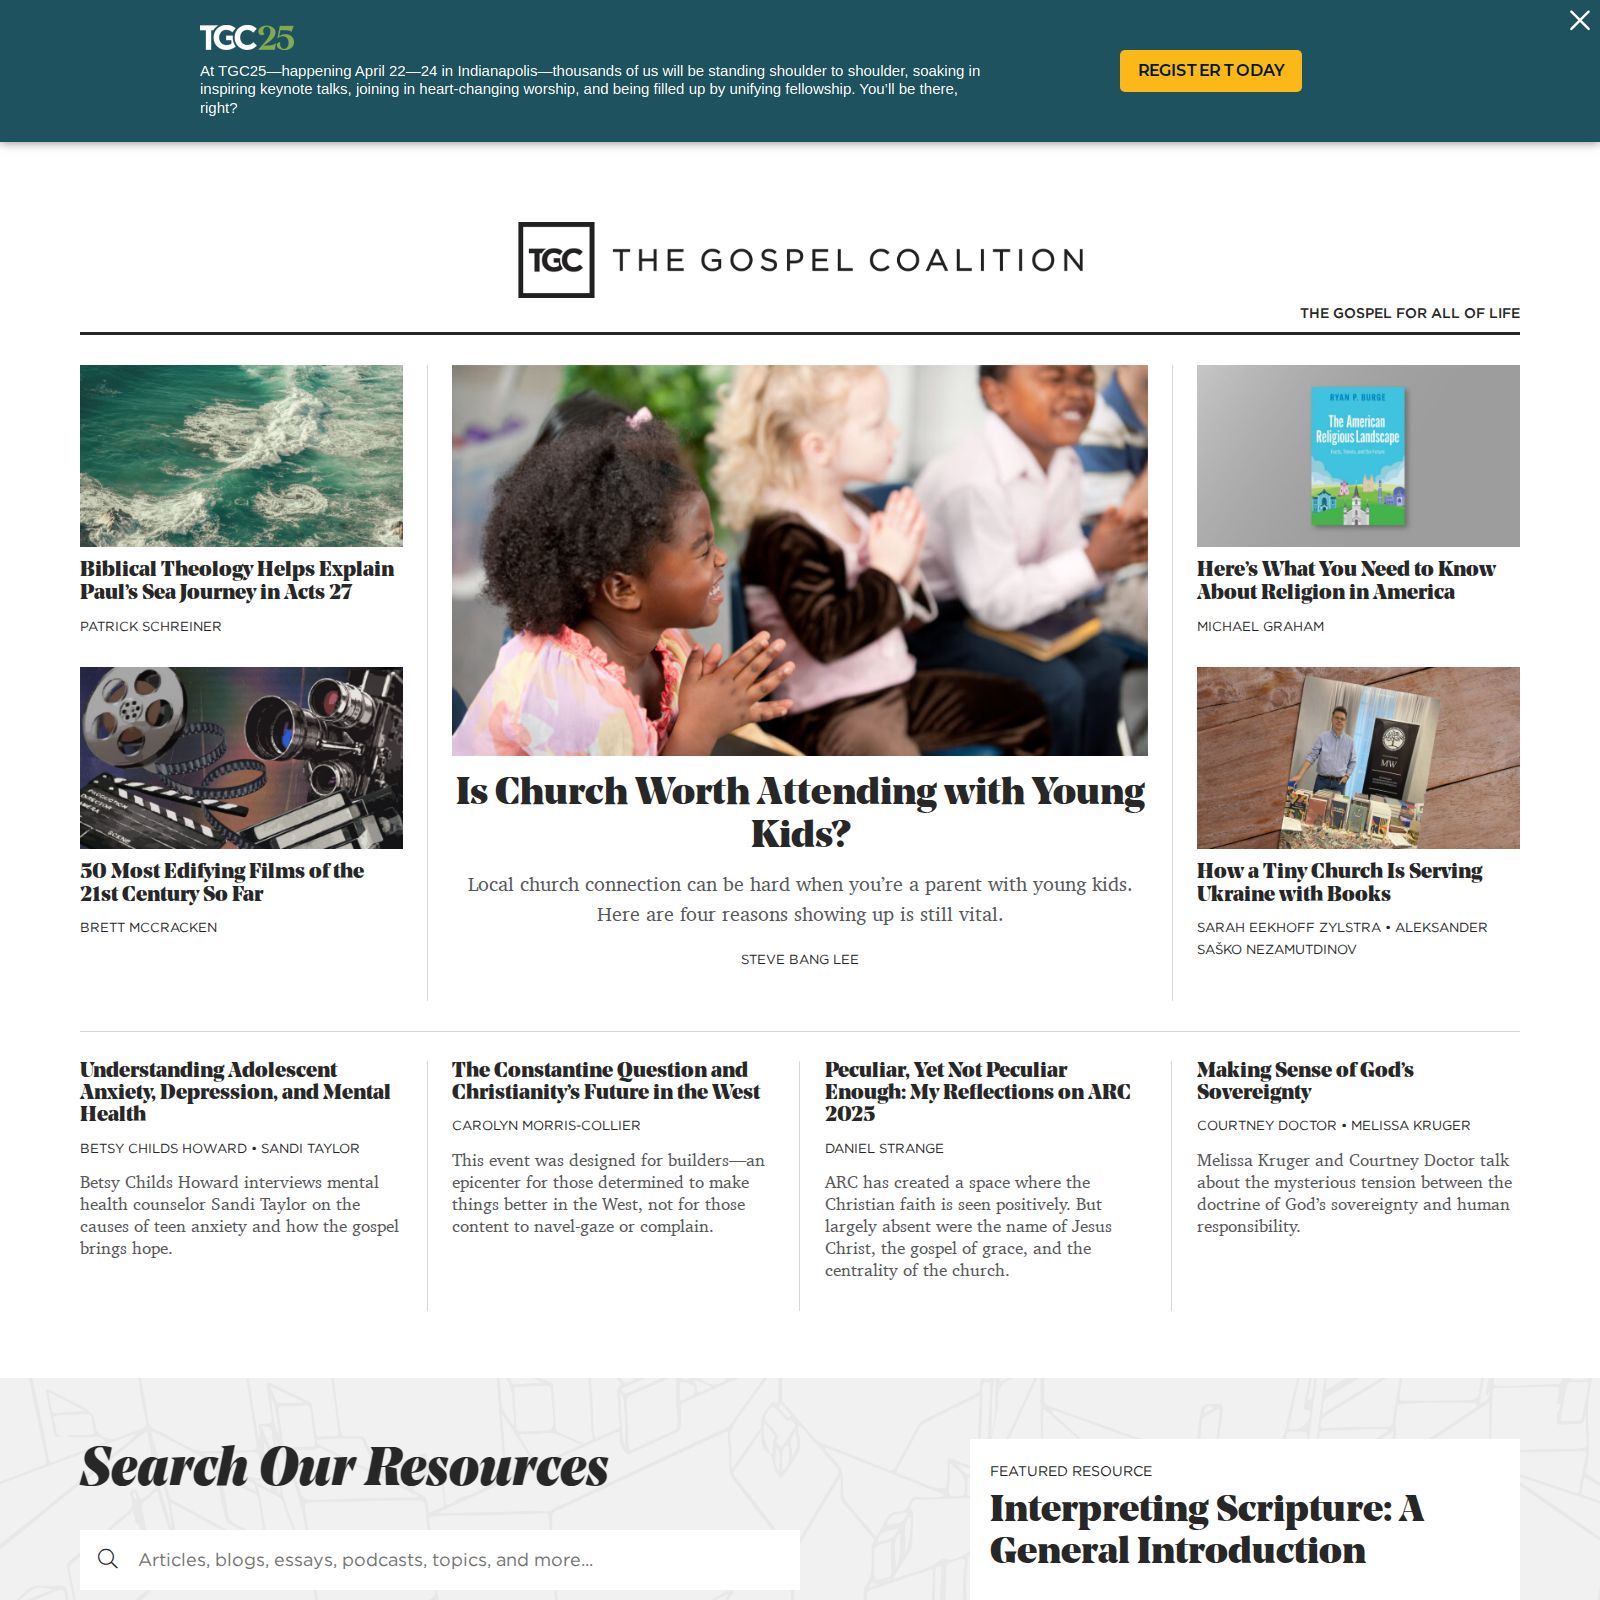 TGC25
At TGC25—happening April 22—24 in Indianapolis—thousands of us will be standing shoulder to shoulder, soaking in
inspiring keynote talks, joining in heart-changing worship, and being filled up by unifying fellowship. You’ll be there,
right?
REGISTER TODAY
TGC THE GOSPEL COALITION
THE GOSPEL FOR ALL OF LIFE
Biblical Theology Helps Explain
Paul’s Sea Journey in Acts 27
PATRICK SCHREINER
PRODUCTION
DIRECTOR
CAMERA
50 Most Edifying Films of the
21st Century So Far
BRETT MCCRACKEN
Is Church Worth Attending with Young
Kids?
Local church connection can be hard when you’re a parent with young kids.
Here are four reasons showing up is still vital.
STEVE BANG LEE
RYAN P. BURGE
The American
Religious Landscape
Facts, Trends, and the Future
Here’s What You Need to Know
About Religion in America
MICHAEL GRAHAM
MW
How a Tiny Church Is Serving
Ukraine with Books
SARAH EEKHOFF ZYLSTRA • ALEKSANDER
SAŠKO NEZAMUTDINOV
Understanding Adolescent
Anxiety, Depression, and Mental
Health
BETSY CHILDS HOWARD • SANDI TAYLOR
Betsy Childs Howard interviews mental
health counselor Sandi Taylor on the
causes of teen anxiety and how the gospel
brings hope.
The Constantine Question and
Christianity’s Future in the West
CAROLYN MORRIS-COLLIER
This event was designed for builders—an
epicenter for those determined to make
things better in the West, not for those
content to navel-gaze or complain.
Peculiar, Yet Not Peculiar
Enough: My Reflections on ARC
2025
DANIEL STRANGE
ARC has created a space where the
Christian faith is seen positively. But
largely absent were the name of Jesus
Christ, the gospel of grace, and the
centrality of the church.
Making Sense of God’s
Sovereignty
COURTNEY DOCTOR • MELISSA KRUGER
Melissa Kruger and Courtney Doctor talk
about the mysterious tension between the
doctrine of God’s sovereignty and human
responsibility.
Search Our Resources
Articles, blogs, essays, podcasts, topics, and more...
FEATURED RESOURCE
Interpreting Scripture: A
General Introduction